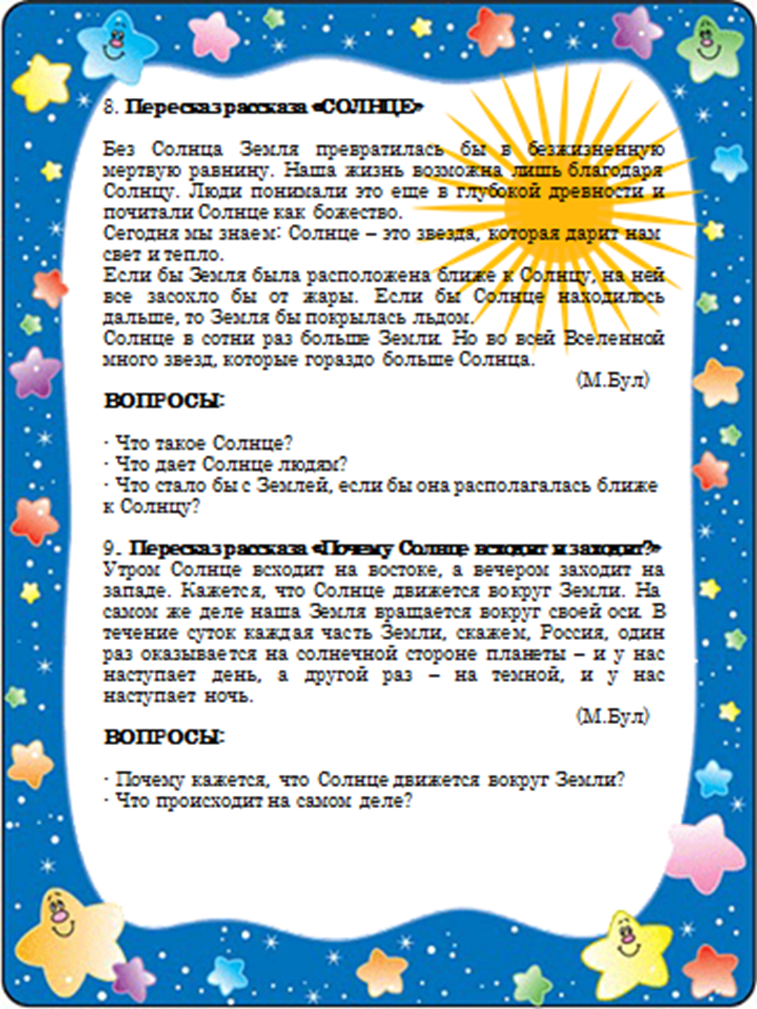 8. Пересказ рассказа «СОЛНЦЕ»
Без Солнца Земля превратилась бы в безжизненную
мертвую равнину. Наша жизнь возможна лишь благодаря
Солнцу. Люди понимали это еще в глубокой древности и
почитали Солнце как божество.
Сегодня мы знаем: Солнце – это звезда, которая дарит нам
свет и тепло.
Если бы Земля была расположена ближе к Солнцу, на ней
все засохло бы от жары. Если бы Солнце находилось
дальше, то Земля бы покрылась льдом.
Солнце в сотни раз больше Земли. Но во всей Вселенной
много звезд, которые гораздо больше Солнца.
(М.Бул)
ВОПРОСЫ:
· Что такое Солнце?
· Что дает Солнце людям?
· Что стало бы с Землей, если бы она располагалась ближе
к Солнцу?
9. Пересказ рассказа «Почему Солнце всходит и заходит?»
Утром Солнце всходит на востоке, а вечером заходит на
западе. Кажется, что Солнце движется вокруг Земли. На
самом же деле наша Земля вращается вокруг своей оси. В
течение суток каждая часть Земли, скажем, Россия, один
раз оказывается на солнечной стороне планеты – и у нас
наступает день, а другой раз – на темной, и у нас
наступает ночь.
(М.Бул)
ВОПРОСЫ:
· Почему кажется, что Солнце движется вокруг Земли?
· Что происходит на самом деле?